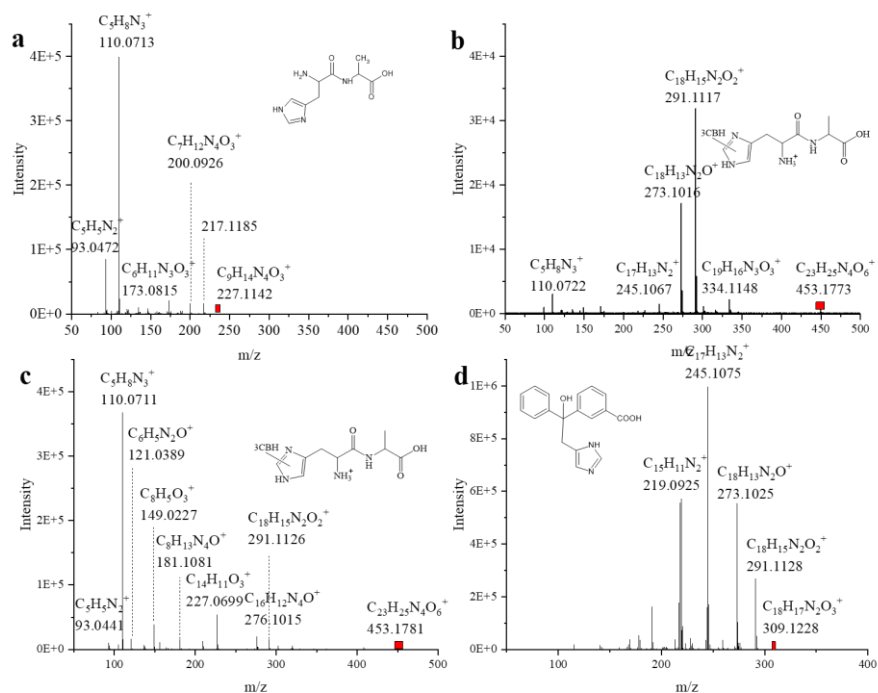 a
C5H8N3+
110.0713
C7H12N4O3+
200.0926
C5H5N2+
93.0472
217.1185
C6H11N3O3+
173.0815
C9H14N4O3+
227.1142
O
CH3
H2N
NH
OH
O
HN
N
4E+5
3E+5
2E+5
1E+5
0E+0
Intensity
50 100 150 200 250 300 350 400 450 500
m/z
b
C18H15N2O2+
291.1117
C18H13N2O+
273.1016
C5H8N3+
110.0722
C17H13N2+
245.1067
C19H16N3O3+
334.1148
C23H25N4O6+
453.1773
3CBH
N
HN
O
N
H
NH3+
OH
O
4E+4
3E+4
2E+4
1E+4
0E+0
Intensity
50 100 150 200 250 300 350 400 450 500
m/z
c
C5H8N3+
110.0711
C6H5N2O+
121.0389
C8H5O3+
149.0227
C8H13N4O+
181.1081
C18H15N2O2+
291.1126
C14H11O3+
227.0699
C16H12N4O+
276.1015
C5H5N2+
93.0441
C23H25N4O6+
453.1781
3CBH
N
HN
O
N
H
NH3+
OH
O
4E+5
3E+5
2E+5
1E+5
0E+0
Intensity
100 200 300 400 500
m/z
d
C17H13N2+
245.1075
C15H11N2+
219.0925
C18H13N2O+
273.1025
C18H15N2O2+
291.1128
C18H17N2O3+
309.1228
OH
COOH
NH
N
1E+6
8E+5
6E+5
4E+5
2E+5
0E+0
Intensity
200 300 400
m/z